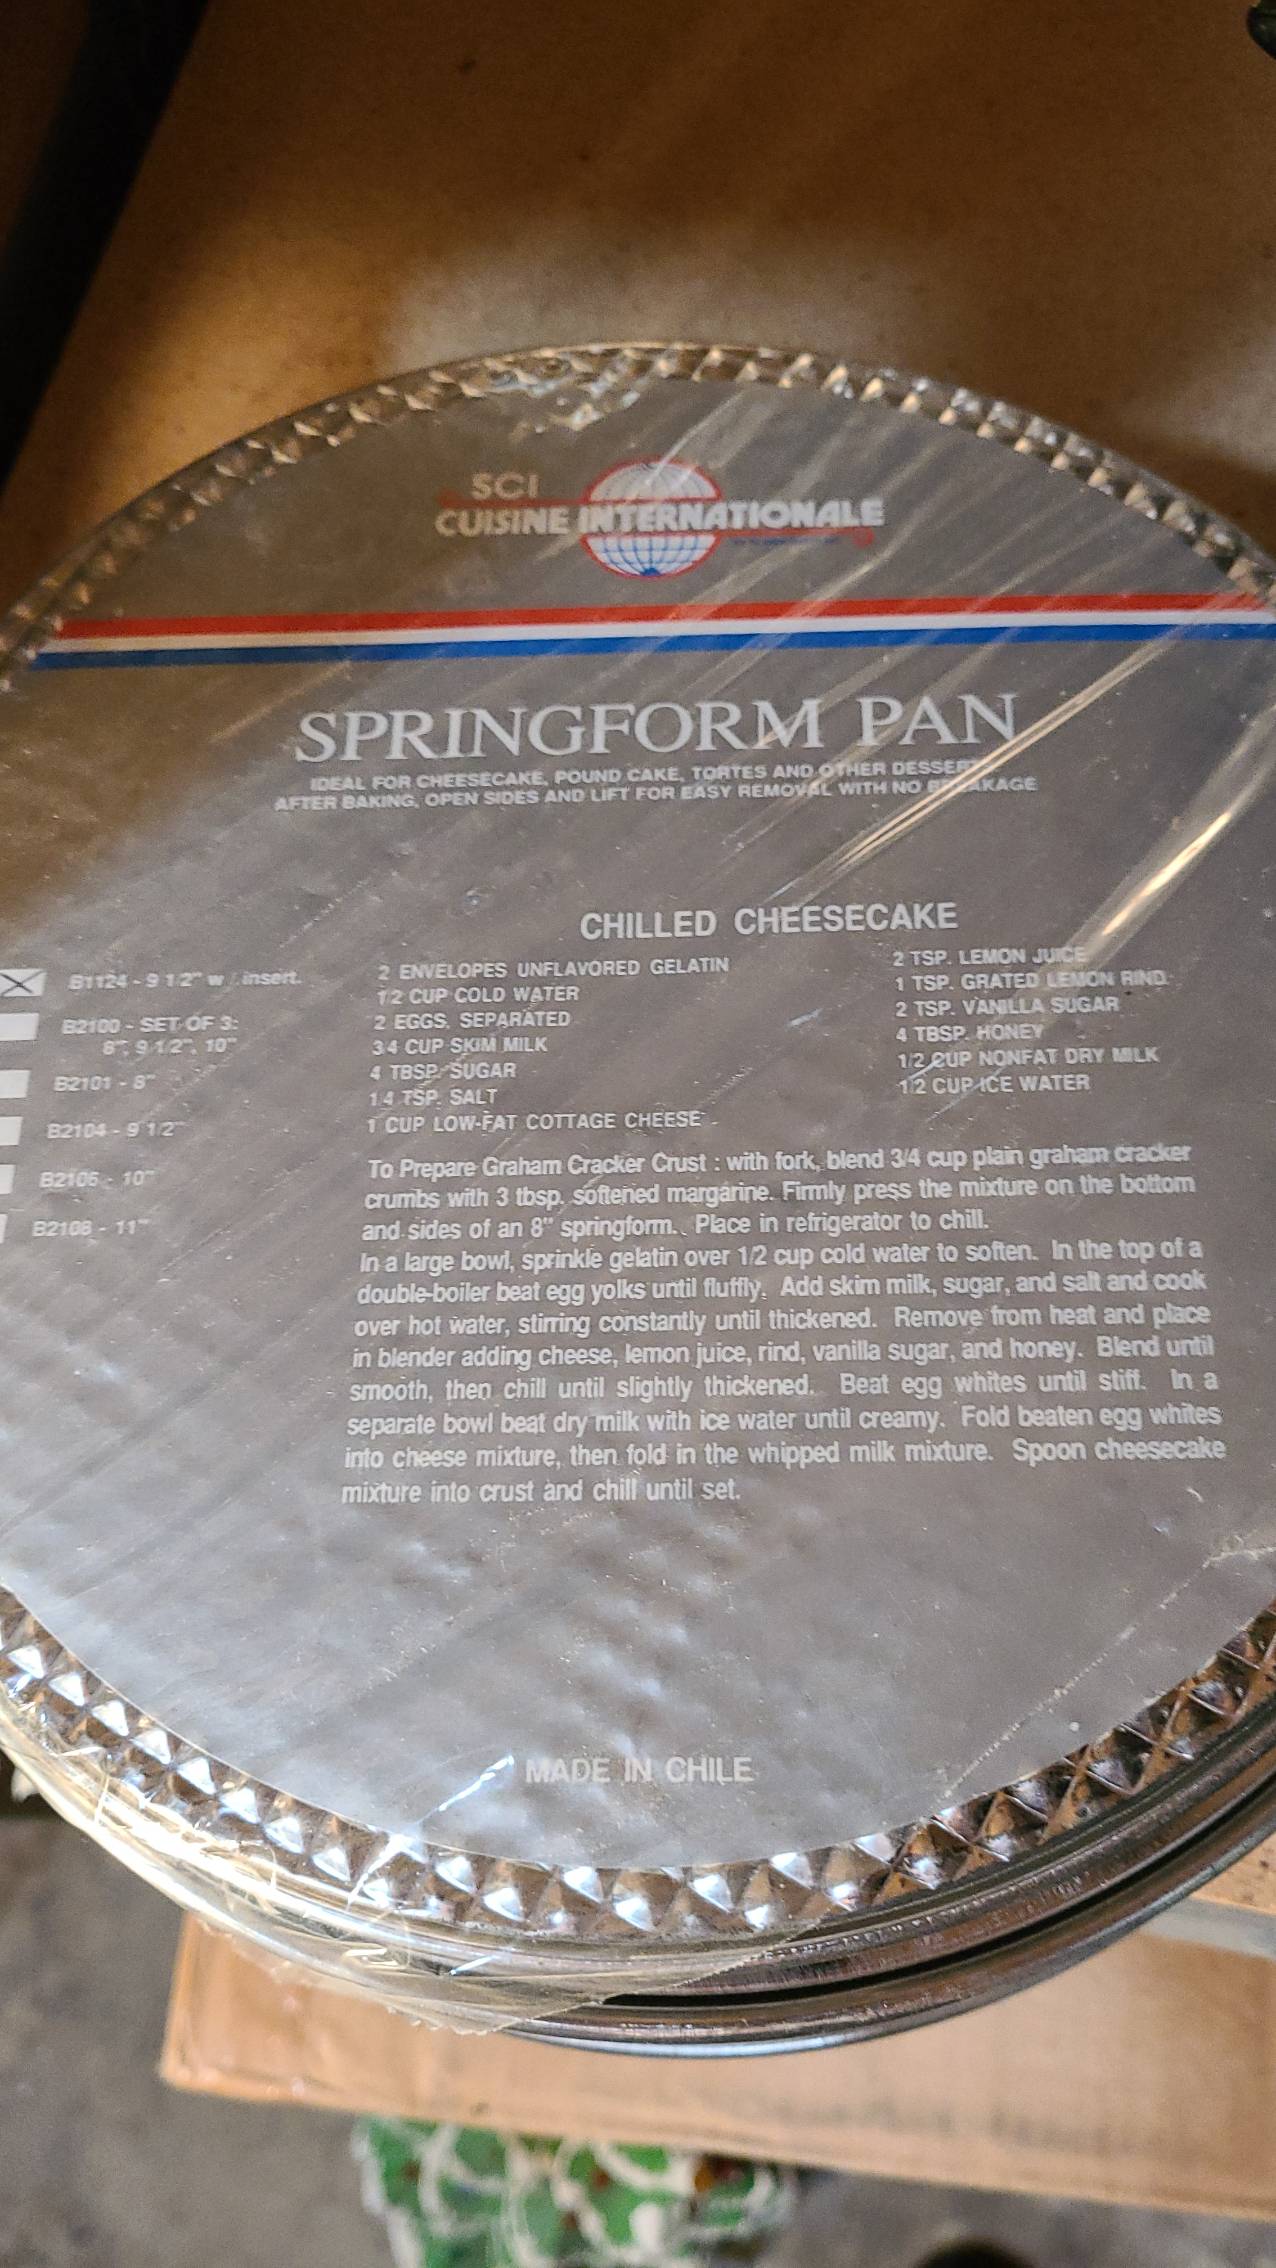 SCI
CUISINE INTERNATIONALE
SPRINGFORM PAN
IDEAL FOR CHEESECAKE, POUND CAKE, TORTES AND OTHER
AFTER BAKING, OPEN SIDES AND LIFT FOR EASY REMOVAL WITH NO BREAKAGE
CHILLED CHEESECAKE
B1124 - 9 1/2" w / insert.
B2100 - SET OF 3:
8", 9 1/2", 10"
B2101 - 8"
B2104 - 9 1/2"
B2105 - 10"
B2108 - 11"
2 ENVELOPES UNFLAVORED GELATIN
1/2 CUP COLD WATER
2 EGGS, SEPARATED
3/4 CUP SKIM MILK
4 TBSP. SUGAR
1/4 TSP. SALT
1 CUP LOW-FAT COTTAGE CHEESE
2 TSP. LEMON JUICE
1 TSP. GRATED LEMON RIND
2 TSP. VANILLA SUGAR
4 TBSP. HONEY
1/2 CUP NONFAT DRY MILK
1/2 CUP ICE WATER
To Prepare Graham Cracker Crust : with fork, blend 3/4 cup plain graham cracker
crumbs with 3 tbsp. softened margarine. Firmly press the mixture on the bottom
and sides of an 8" springform. Place in refrigerator to chill.
In a large bowl, sprinkle gelatin over 1/2 cup cold water to soften. In the top of a
double-boiler beat egg yolks until fluffly. Add skim milk, sugar, and salt and cook
over hot water, stirring constantly until thickened. Remove from heat and place
in blender adding cheese, lemon juice, rind, vanilla sugar, and honey. Blend until
smooth, then chill until slightly thickened. Beat egg whites until stiff. In a
separate bowl beat dry milk with ice water until creamy. Fold beaten egg whites
into cheese mixture, then fold in the whipped milk mixture. Spoon cheesecake
mixture into crust and chill until set.
MADE IN CHILE